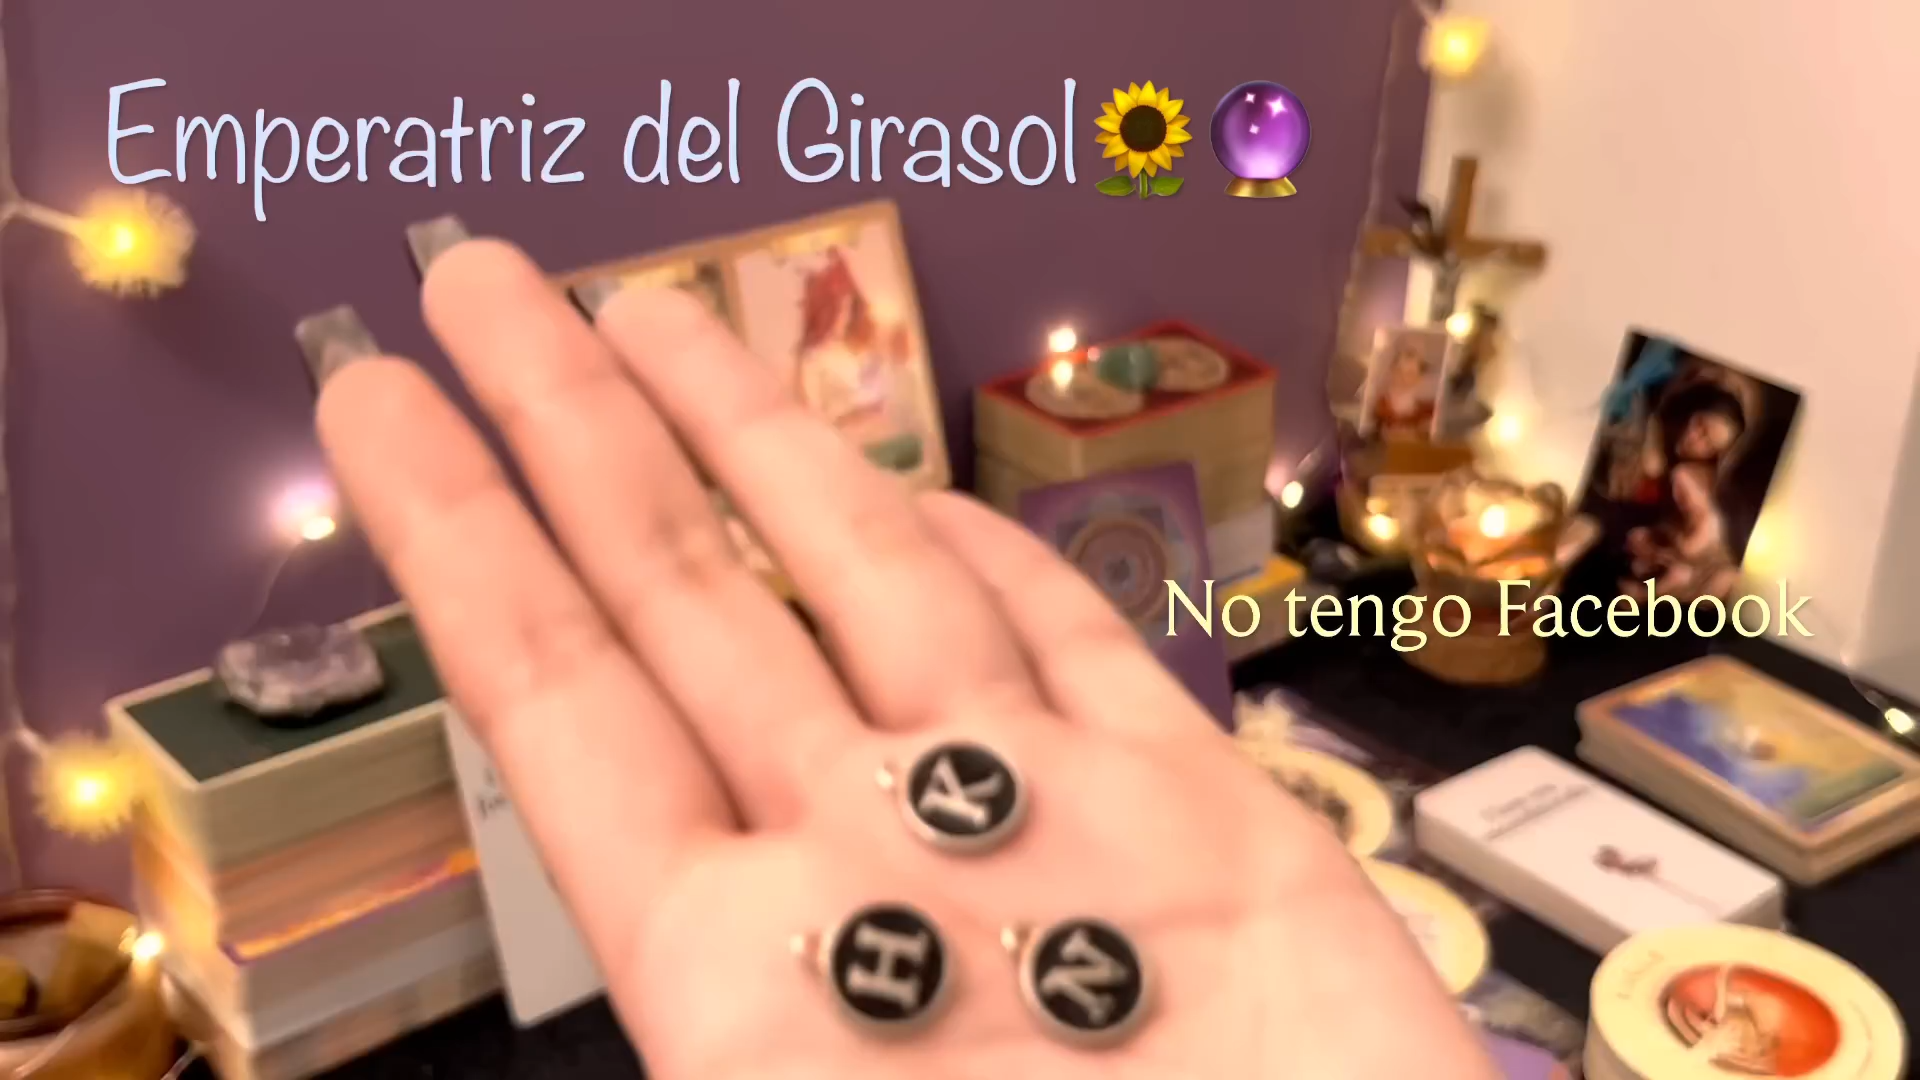 Emperatriz del Girasol🌻🔮
No tengo Facebook
K
H
N